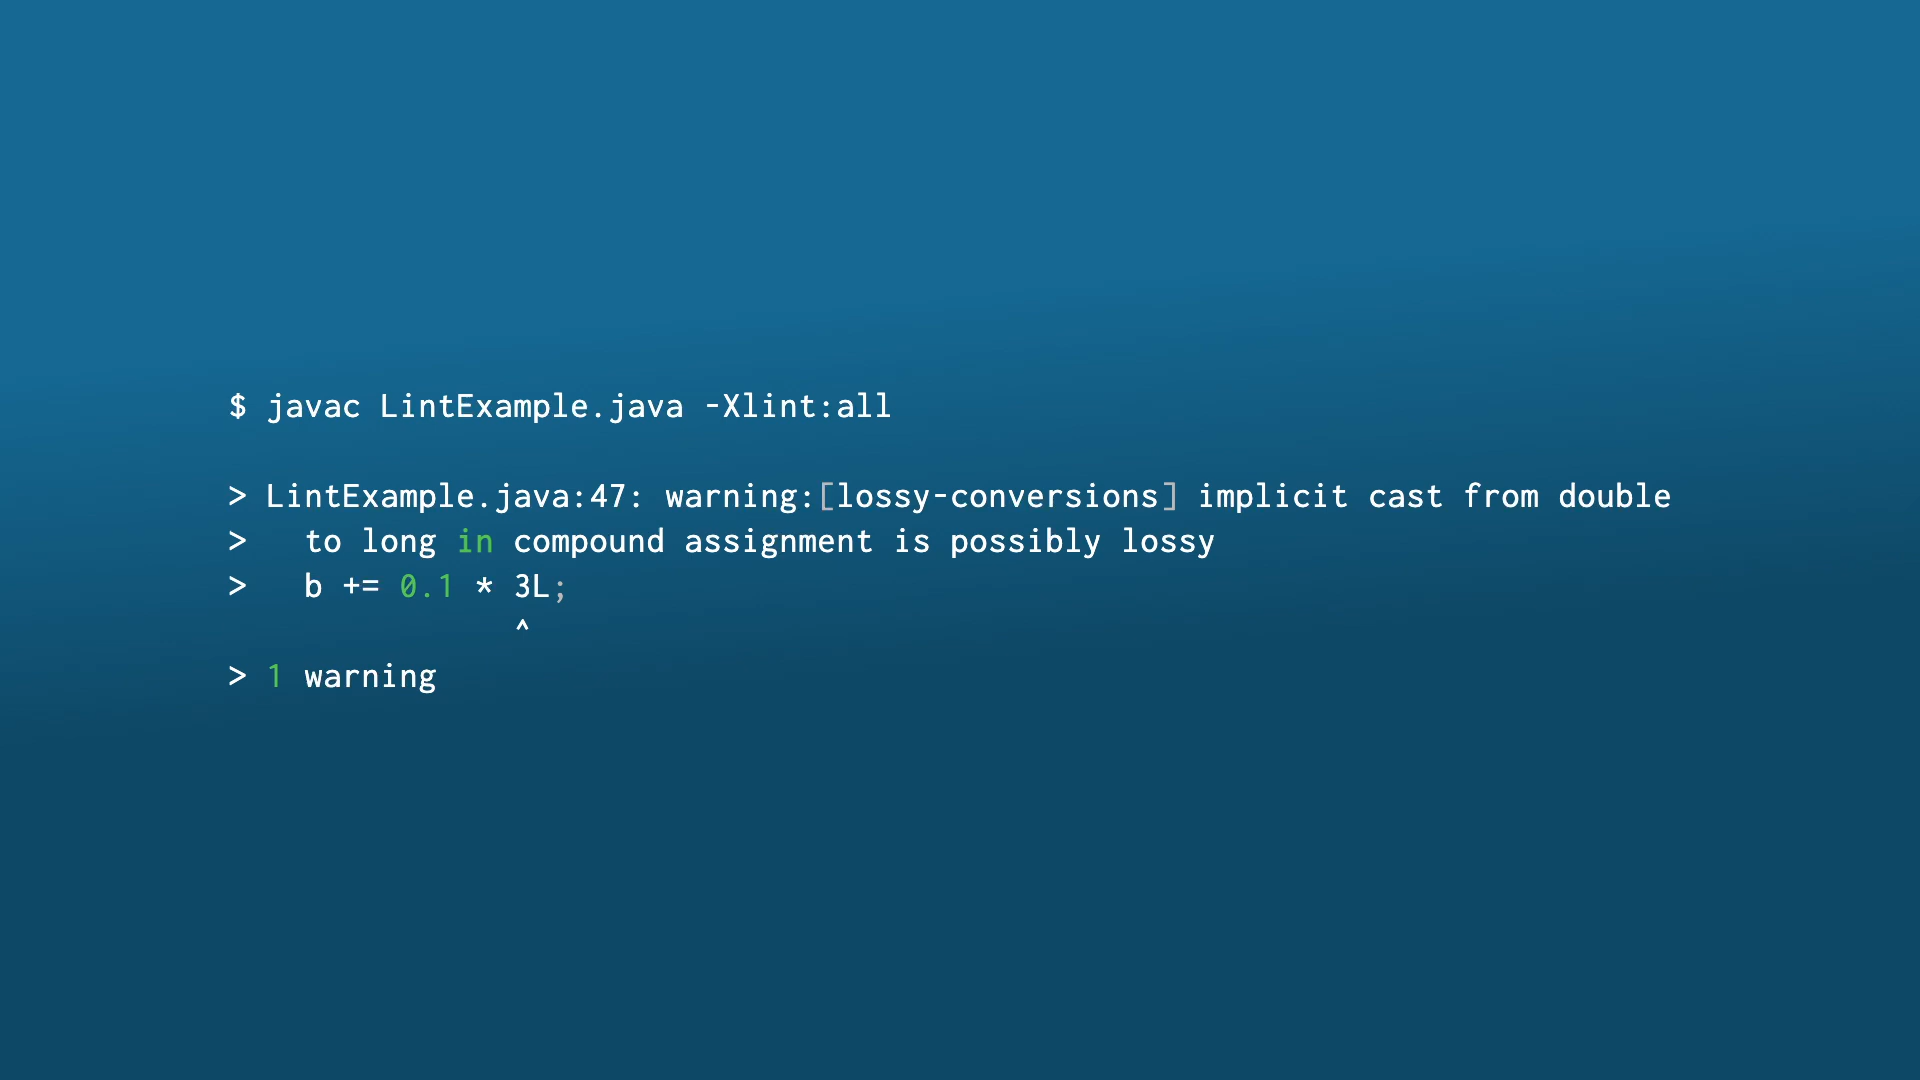 $ javac LintExample.java -Xlint:all
> LintExample.java:47: warning:[lossy-conversions] implicit cast from double
>   to long in compound assignment is possibly lossy
>   b += 0.1 * 3L;
^
> 1 warning